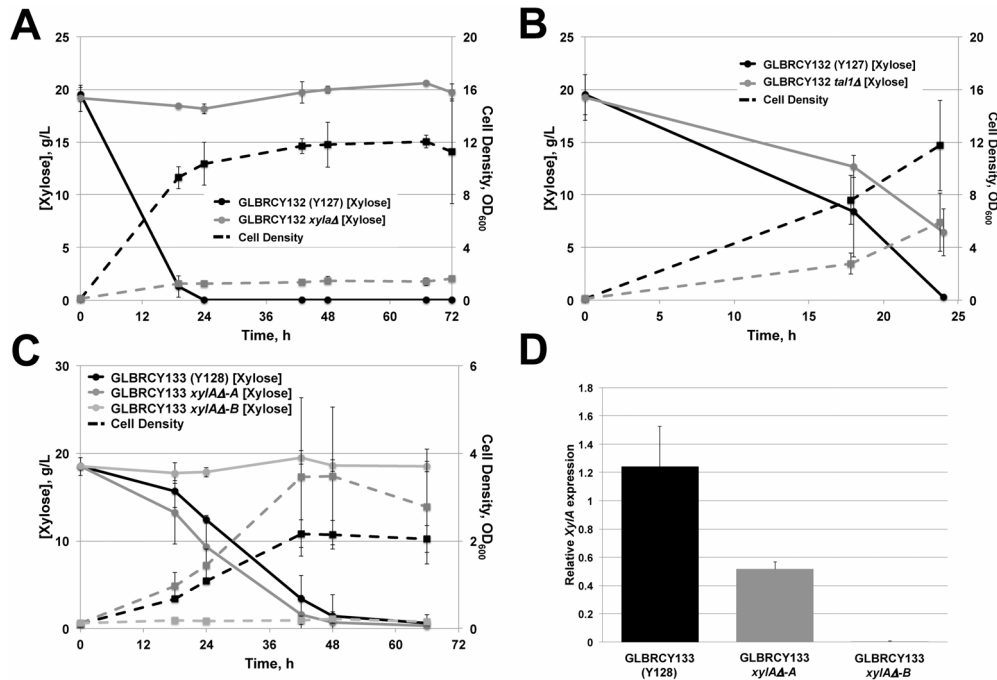 A
25
20
15
10
5
0
[Xylose], g/L
20
16
12
8
4
0
Cell Density, OD600
GLBRCY132 (Y127) [Xylose]
GLBRCY132 xylaΔ [Xylose]
Cell Density
0 12 24 36 48 60 72
Time, h
B
25
20
15
10
5
0
[Xylose], g/L
20
16
12
8
4
0
Cell Density, OD600
GLBRCY132 (Y127) [Xylose]
GLBRCY132 tal1Δ [Xylose]
Cell Density
0 5 10 15 20 25
Time, h
C
30
20
10
0
[Xylose], g/L
6
4
2
0
Cell Density, OD600
GLBRCY133 (Y128) [Xylose]
GLBRCY133 xylAΔ-A [Xylose]
GLBRCY133 xylAΔ-B [Xylose]
Cell Density
0 12 24 36 48 60 72
Time, h
D
1.8
1.6
1.4
1.2
1
0.8
0.6
0.4
0.2
0
Relative XylA expression
GLBRCY133
(Y128)
GLBRCY133
xylAΔ-A
GLBRCY133
xylAΔ-B